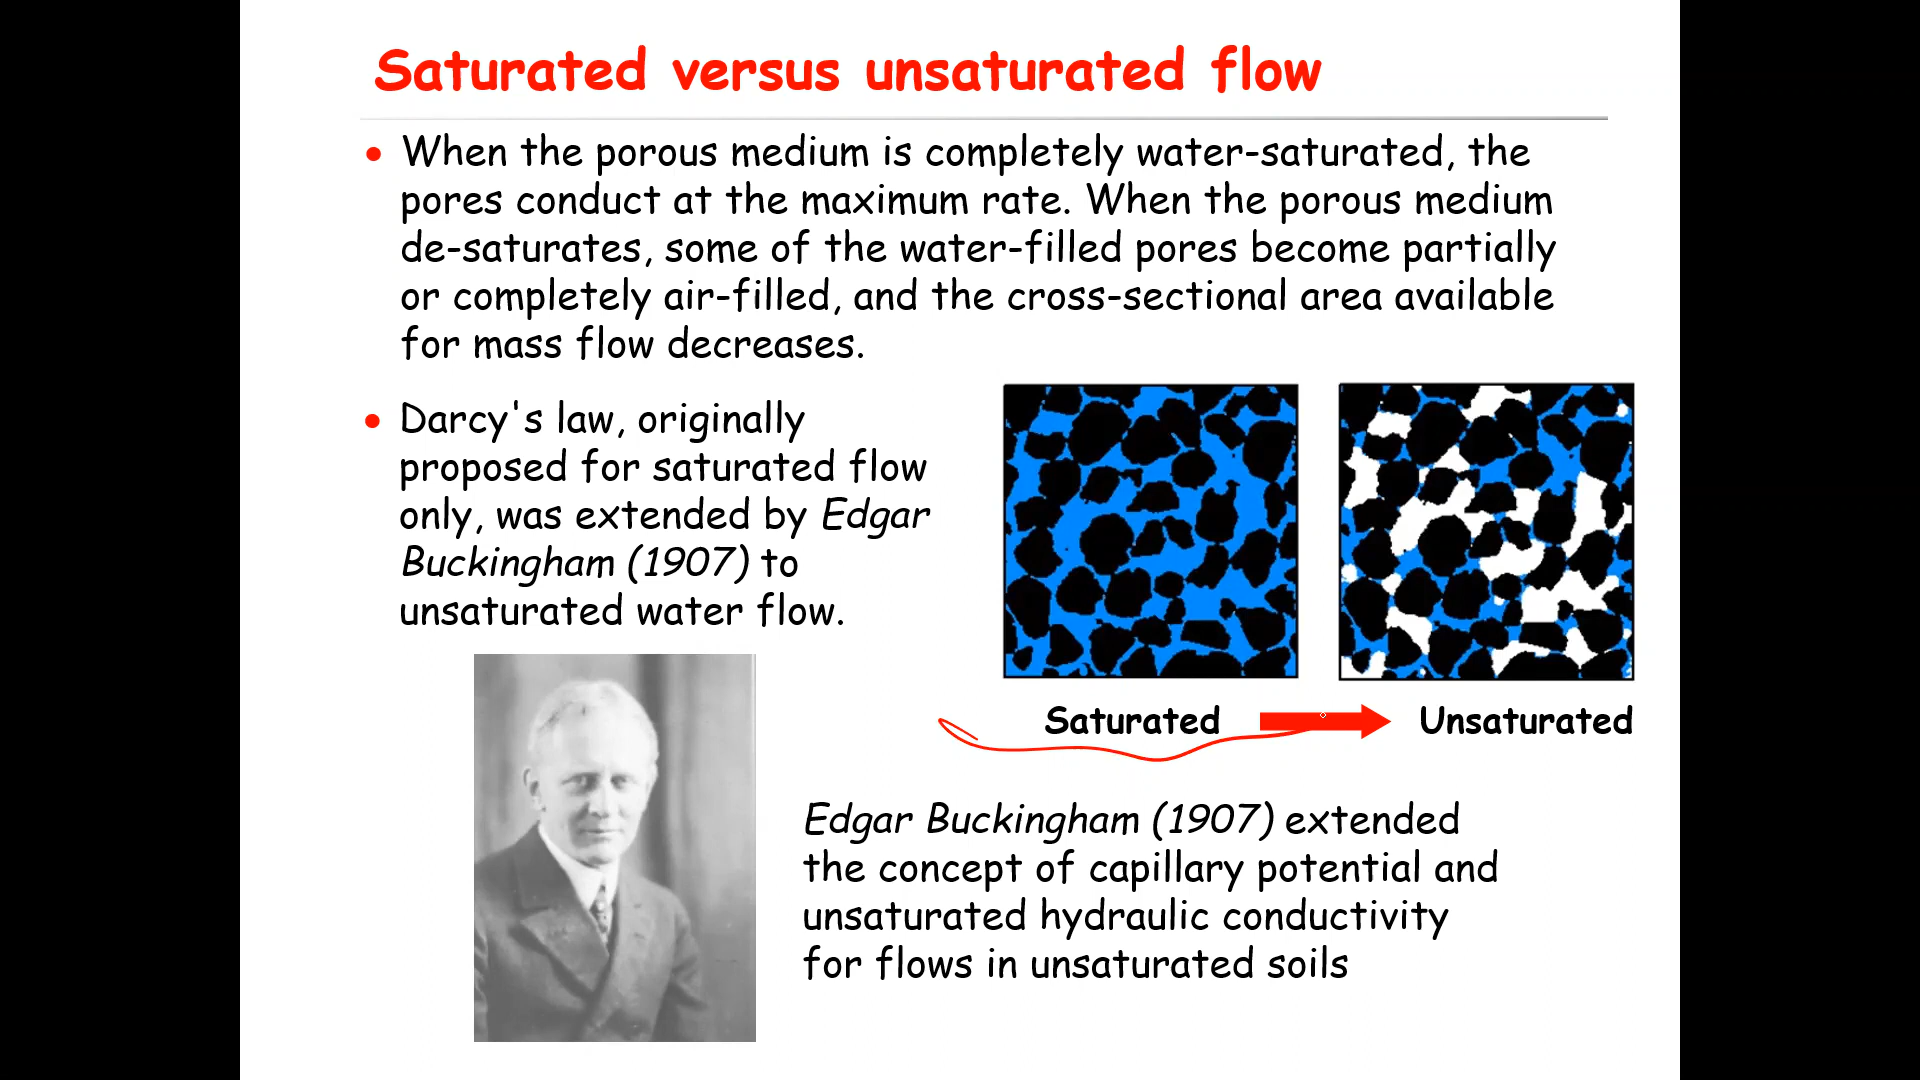 Saturated versus unsaturated flow
When the porous medium is completely water-saturated, the
pores conduct at the maximum rate. When the porous medium
de-saturates, some of the water-filled pores become partially
or completely air-filled, and the cross-sectional area available
for mass flow decreases.
Darcy's law, originally
proposed for saturated flow
only, was extended by Edgar
Buckingham (1907) to
unsaturated water flow.
Saturated
Unsaturated
Edgar Buckingham (1907) extended
the concept of capillary potential and
unsaturated hydraulic conductivity
for flows in unsaturated soils